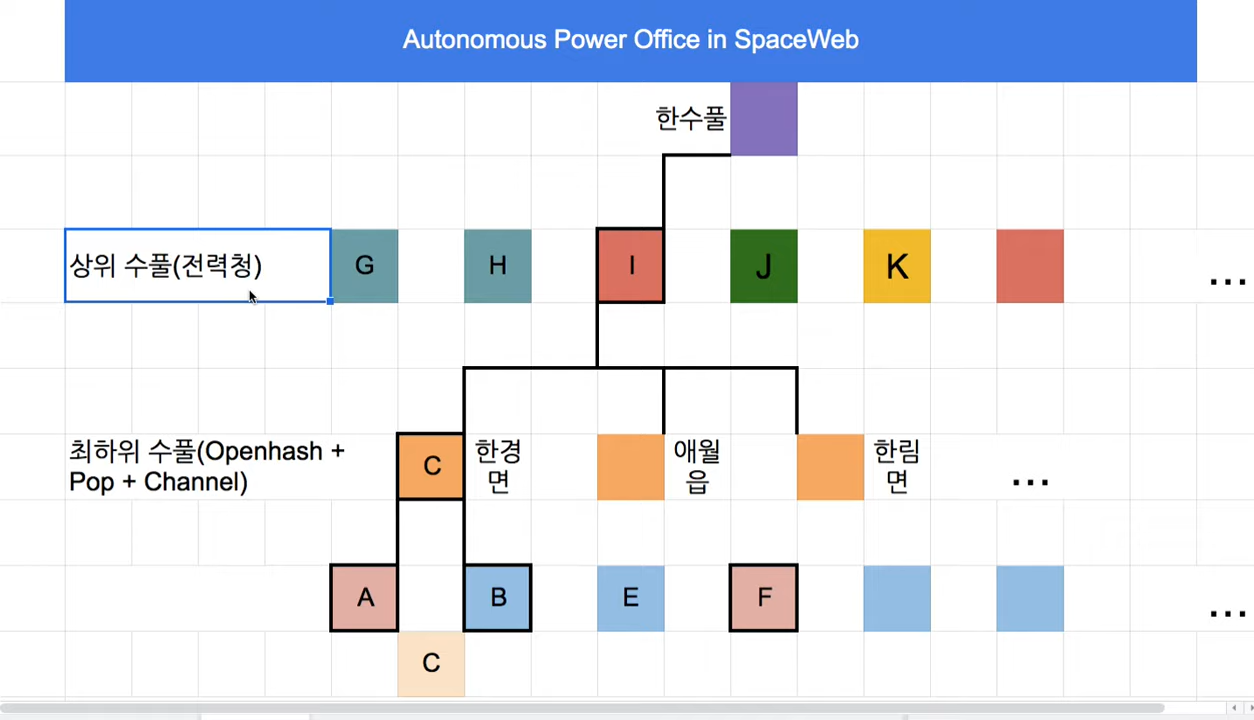 Autonomous Power Office in SpaceWeb
한수풀
상위 수풀(전력청)
G
H
I
J
K
...
최하위 수풀(Openhash +
Pop + Channel)
C
한경
면
애월
읍
한림
면
...
A
B
E
F
...
C